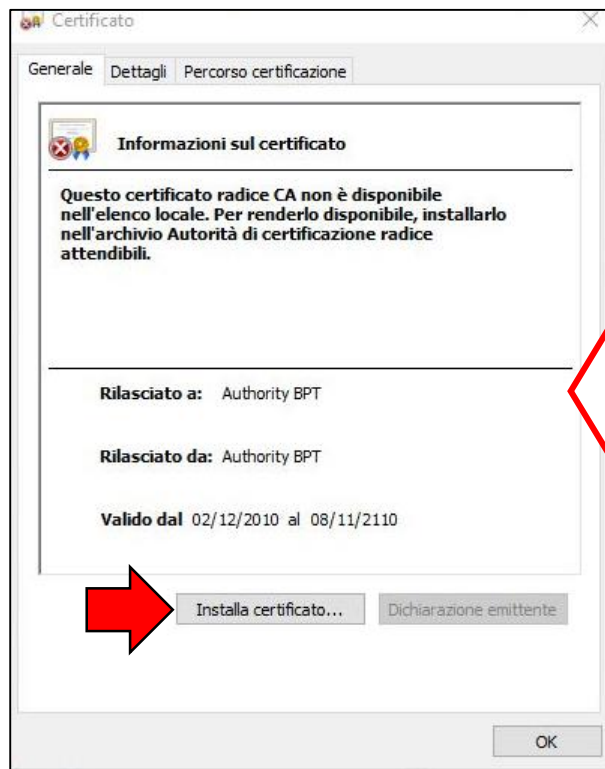 Certificato
Generale Dettagli Percorso certificazione
Informazioni sul certificato
Questo certificato radice CA non è disponibile
nell'elenco locale. Per renderlo disponibile, installarlo
nell'archivio Autorità di certificazione radice
attendibili.
Rilasciato a: Authority BPT
Rilasciato da: Authority BPT
Valido dal 02/12/2010 al 08/11/2110
Installa certificato... Dichiarazione emittente
OK